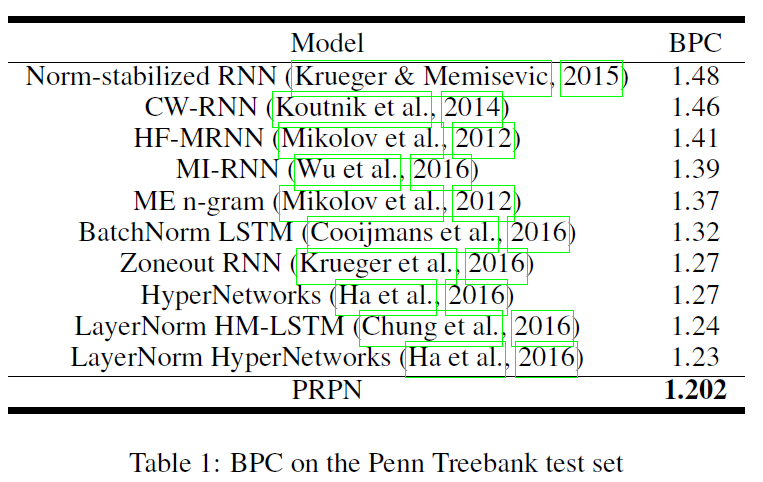 Model BPC
Norm-stabilized RNN (Krueger & Memisevic, 2015) 1.48
CW-RNN (Koutnik et al., 2014) 1.46
HF-MRNN (Mikolov et al., 2012) 1.41
MI-RNN (Wu et al., 2016) 1.39
ME n-gram (Mikolov et al., 2012) 1.37
BatchNorm LSTM (Cooijmans et al., 2016) 1.32
Zoneout RNN (Krueger et al., 2016) 1.27
HyperNetworks (Ha et al., 2016) 1.27
LayerNorm HM-LSTM (Chung et al., 2016) 1.24
LayerNorm HyperNetworks (Ha et al., 2016) 1.23
PRPN 1.202
Table 1: BPC on the Penn Treebank test set